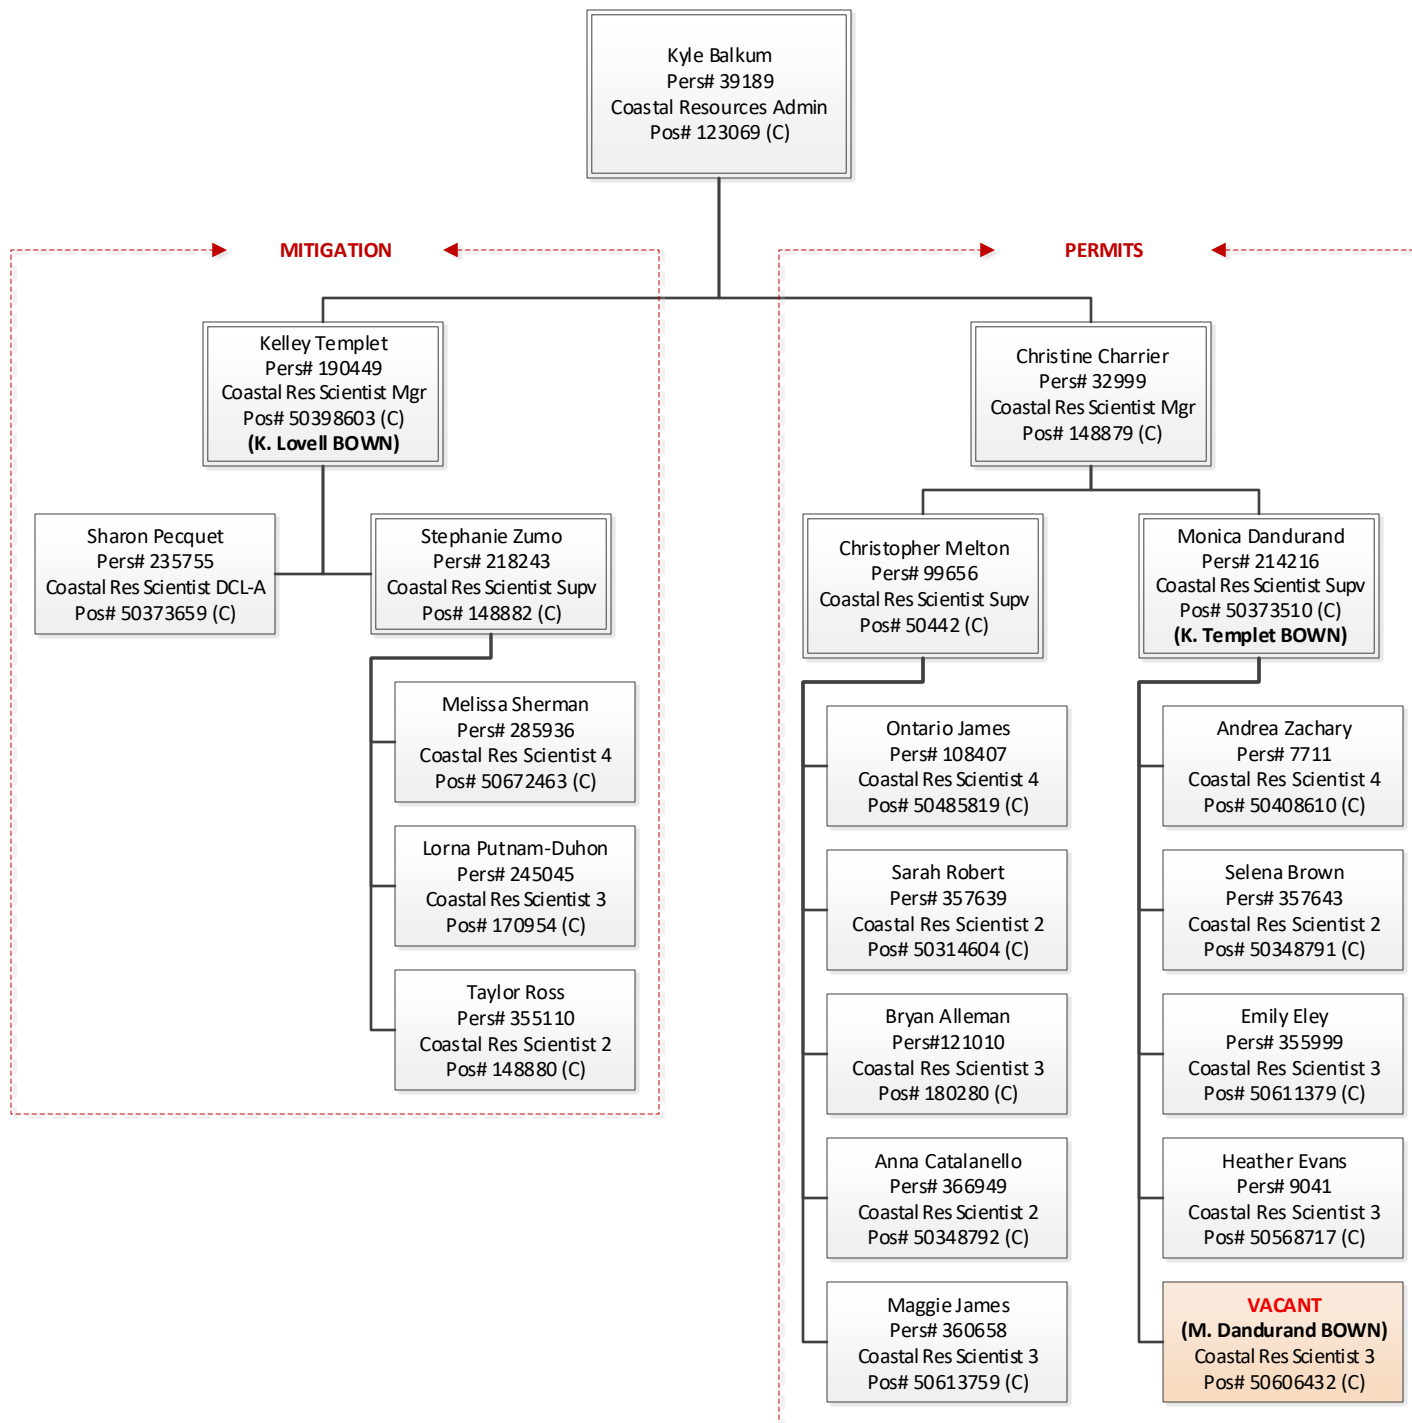 Kyle Balkum
Pers# 39189
Coastal Resources Admin
Pos# 123069 (C)
MITIGATION
Kelley Templet
Pers# 190449
Coastal Res Scientist Mgr
Pos# 50398603 (C)
(K. Lovell BOWN)
Sharon Pecquet
Pers# 235755
Coastal Res Scientist DCL-A
Pos# 50373659 (C)
Stephanie Zumo
Pers# 218243
Coastal Res Scientist Supv
Pos# 148882 (C)
Melissa Sherman
Pers# 285936
Coastal Res Scientist 4
Pos# 50672463 (C)
Lorna Putnam-Duhon
Pers# 245045
Coastal Res Scientist 3
Pos# 170954 (C)
Taylor Ross
Pers# 355110
Coastal Res Scientist 2
Pos# 148880 (C)
PERMITS
Christine Charrier
Pers# 32999
Coastal Res Scientist Mgr
Pos# 148879 (C)
Christopher Melton
Pers# 99656
Coastal Res Scientist Supv
Pos# 50442 (C)
Ontario James
Pers# 108407
Coastal Res Scientist 4
Pos# 50485819 (C)
Sarah Robert
Pers# 357639
Coastal Res Scientist 2
Pos# 50314604 (C)
Bryan Alleman
Pers#121010
Coastal Res Scientist 3
Pos# 180280 (C)
Anna Catalanello
Pers# 366949
Coastal Res Scientist 2
Pos# 50348792 (C)
Maggie James
Pers# 360658
Coastal Res Scientist 3
Pos# 50613759 (C)
Monica Dandurand
Pers# 214216
Coastal Res Scientist Supv
Pos# 50373510 (C)
(K. Templet BOWN)
Andrea Zachary
Pers# 7711
Coastal Res Scientist 4
Pos# 50408610 (C)
Selena Brown
Pers# 357643
Coastal Res Scientist 2
Pos# 50348791 (C)
Emily Eley
Pers# 355999
Coastal Res Scientist 3
Pos# 50611379 (C)
Heather Evans
Pers# 9041
Coastal Res Scientist 3
Pos# 50568717 (C)
VACANT
(M. Dandurand BOWN)
Coastal Res Scientist 3
Pos# 50606432 (C)